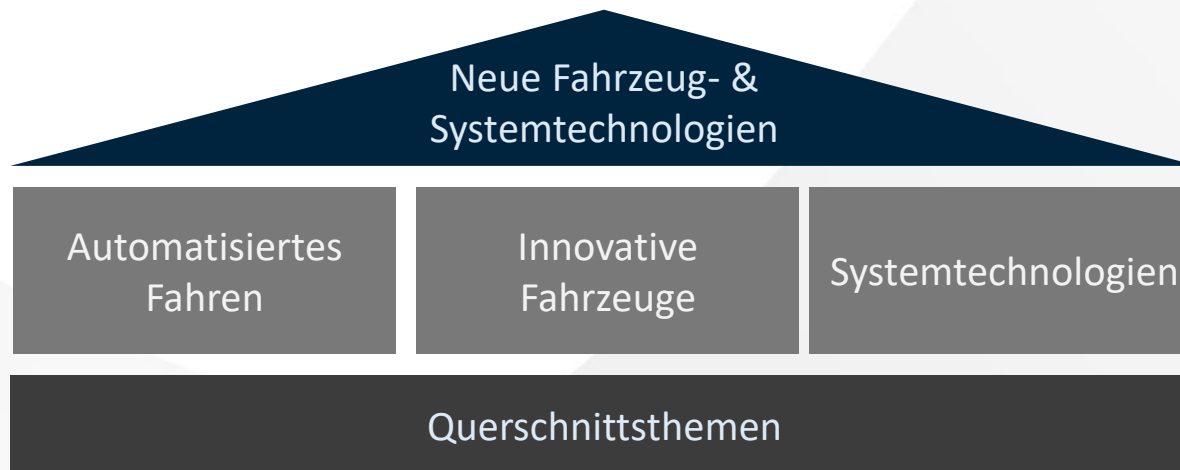 Neue Fahrzeug- &
Systemtechnologien
Automatisiertes
Fahren
Innovative
Fahrzeuge
Systemtechnologien
Querschnittsthemen